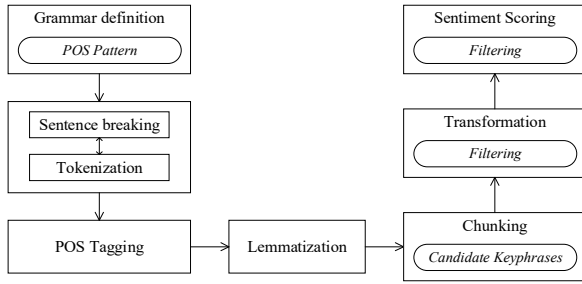 Grammar definition
POS Pattern
Sentence breaking
Tokenization
POS Tagging
Lemmatization
Chunking
Candidate Keyphrases
Transformation
Filtering
Sentiment Scoring
Filtering